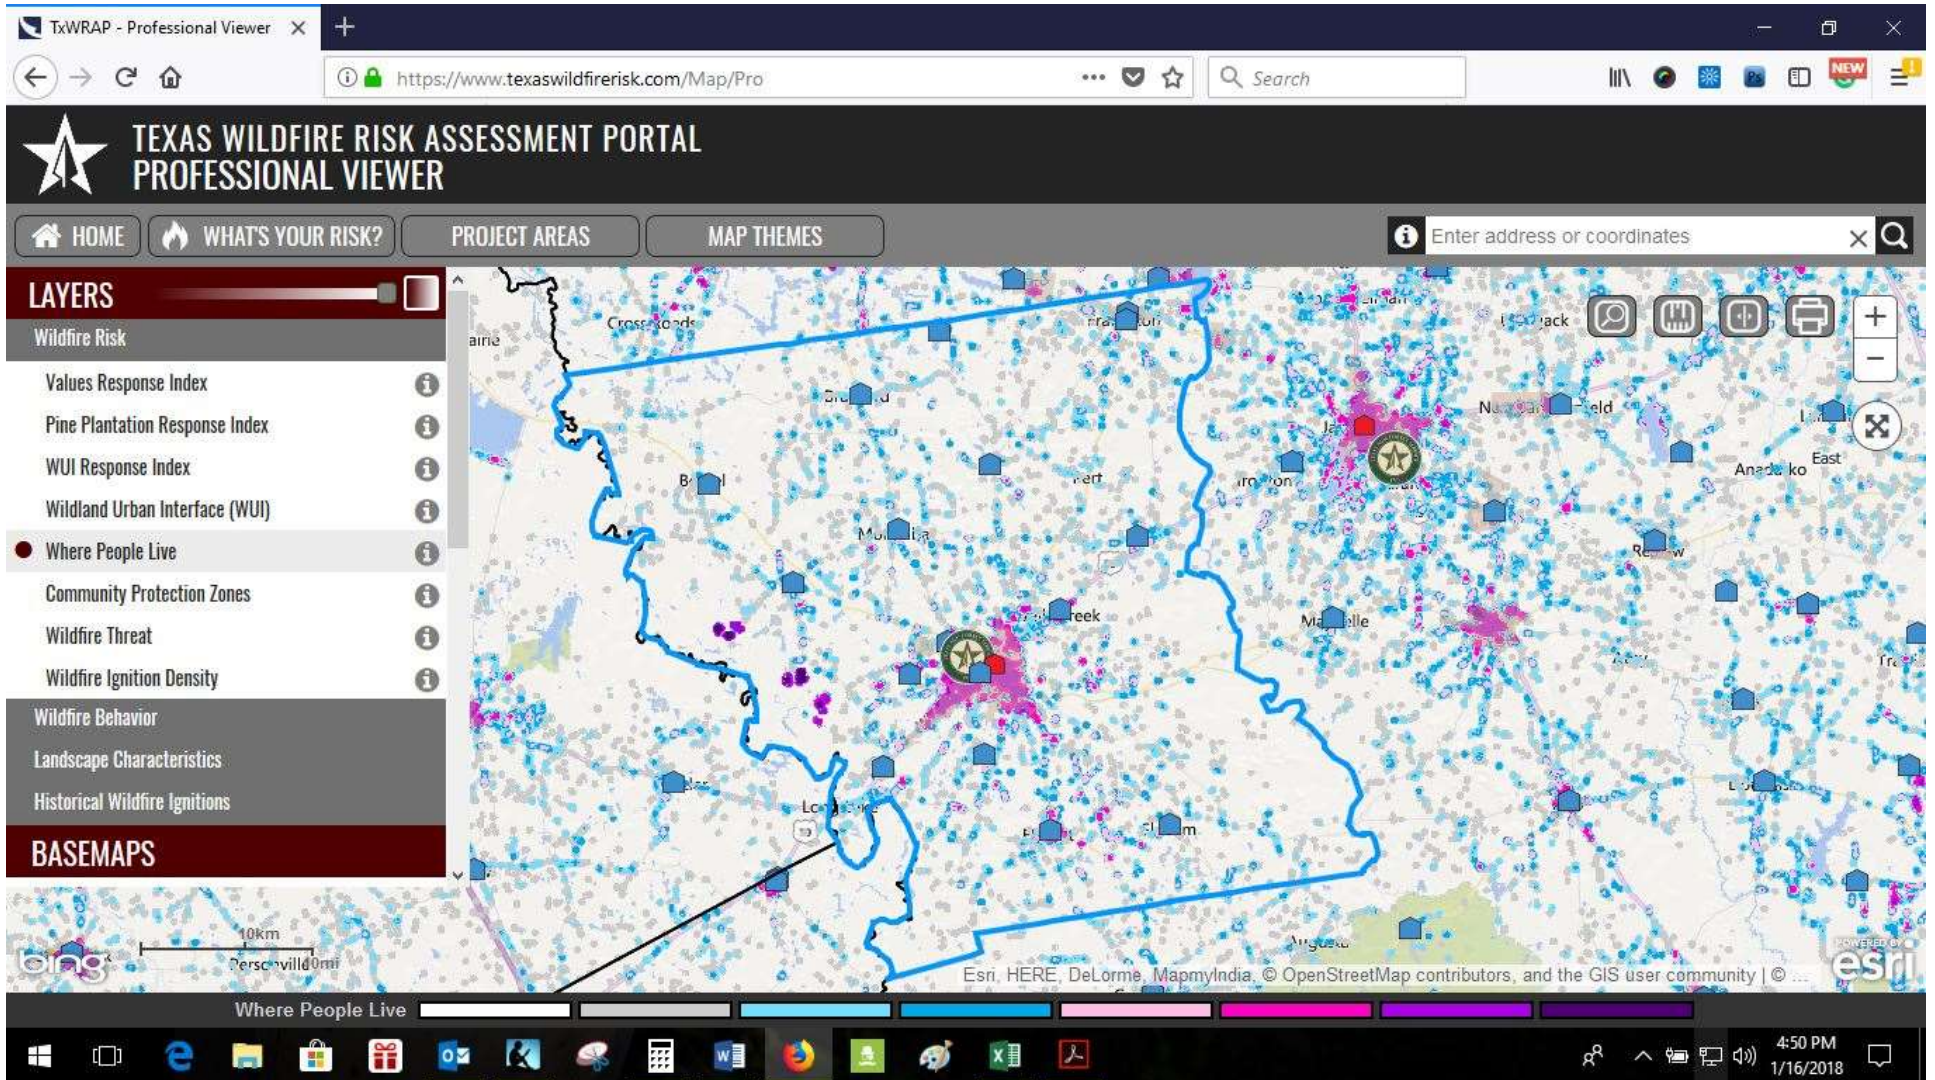 TxWRAP - Professional Viewer
https://www.texaswildfirerisk.com/Map/Pro
Search
NEW
TEXAS WILDFIRE RISK ASSESSMENT PORTAL
PROFESSIONAL VIEWER
HOME
WHAT'S YOUR RISK?
PROJECT AREAS
MAP THEMES
Enter address or coordinates
LAYERS
Wildfire Risk
Values Response Index
Pine Plantation Response Index
WUI Response Index
Wildland Urban Interface (WUI)
Where People Live
Community Protection Zones
Wildfire Threat
Wildfire Ignition Density
Wildfire Behavior
Landscape Characteristics
Historical Wildfire Ignitions
BASEMAPS
East
10km
bing
Esri, HERE, DeLorme, MapmyIndia, © OpenStreetMap contributors, and the GIS user community | © ...
POWERED BY
esri
Where People Live
4:50 PM
1/16/2018